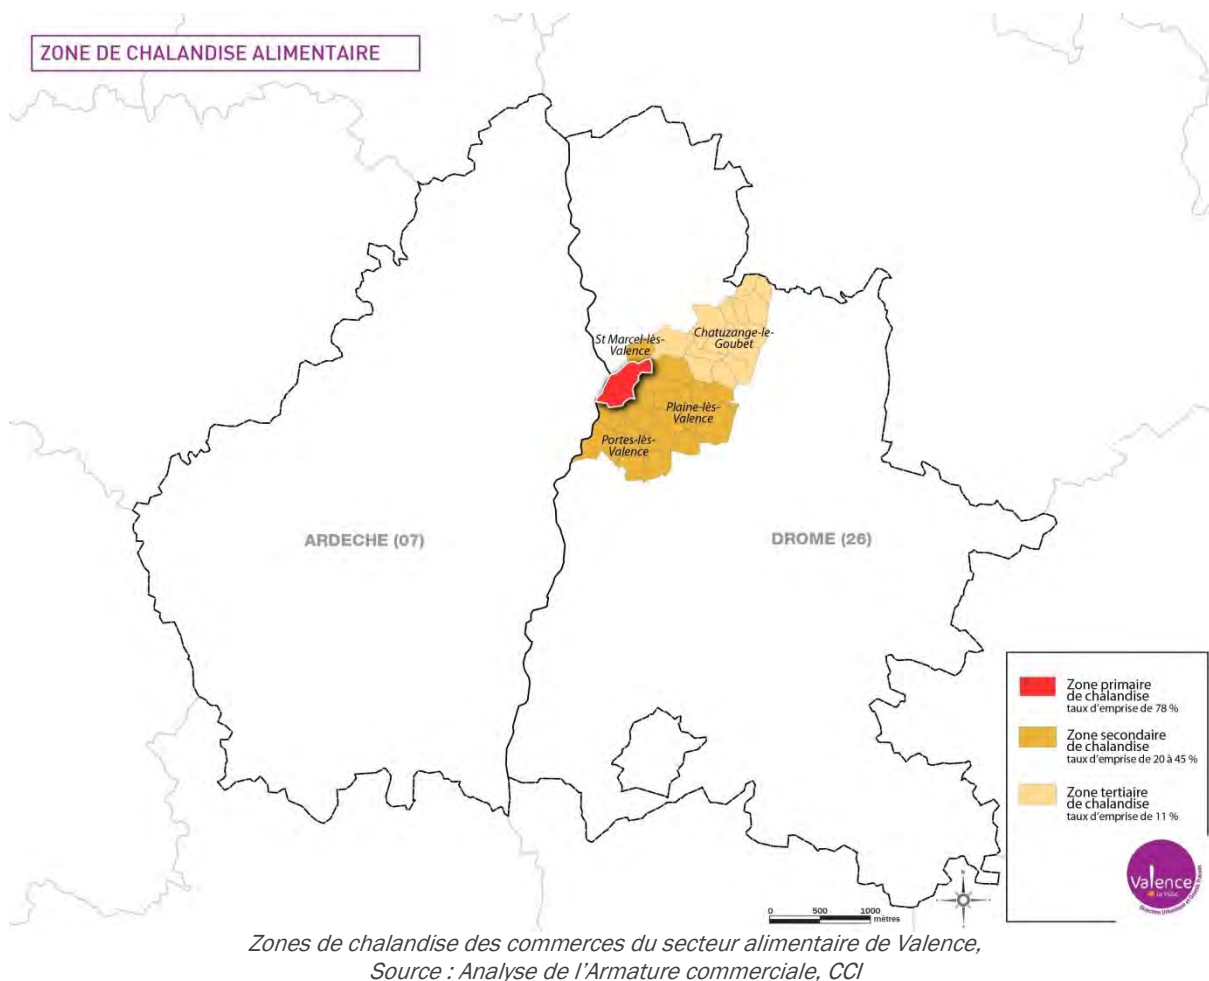 ZONE DE CHALANDISE ALIMENTAIRE
St Marcel-lès-
Valence
Chatuzange-le-
Goubet
Plaine-lès-
Valence
Portes-lès-
Valence
ARDECHE (07)
DROME (26)
Zone primaire
de chalandise
taux d'emprise de 78 %
Zone secondaire
de chalandise
taux d'emprise de 20 à 45 %
Zone tertiaire
de chalandise
taux d'emprise de 11 %
Valence
La Ville
N
0 500 1000
mètres
Zones de chalandise des commerces du secteur alimentaire de Valence,
Source : Analyse de l'Armature commerciale, CCI